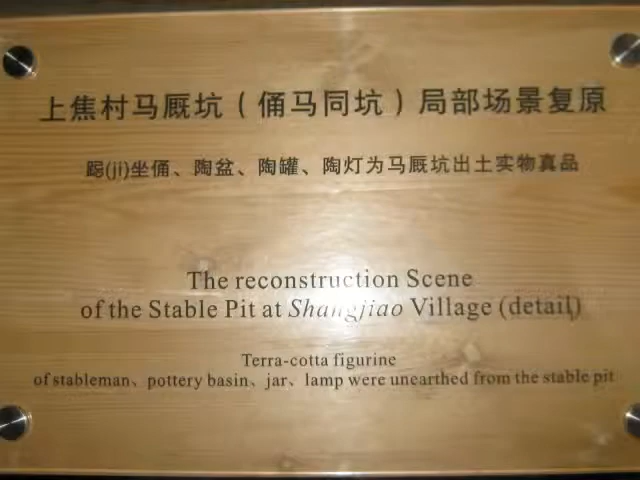 上焦村马厩坑（俑马同坑）局部场景复原
跽(ji)坐俑、陶盆、陶罐、陶灯为马厩坑出土实物真品
The reconstruction Scene
of the Stable Pit at Shangjiao Village (detail)
Terra-cotta figurine
of stableman、pottery basin、jar、lamp were unearthed from the stable pit